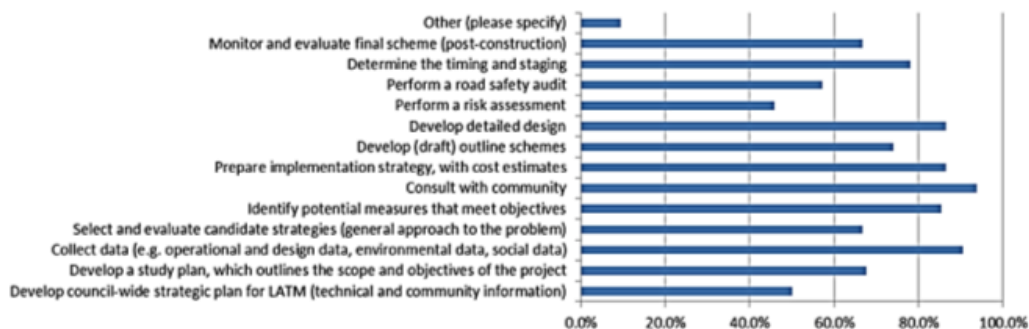 Other (please specify)
Monitor and evaluate final scheme (post-construction)
Determine the timing and staging
Perform a road safety audit
Perform a risk assessment
Develop detailed design
Develop (draft) outline schemes
Prepare implementation strategy, with cost estimates
Consult with community
Identify potential measures that meet objectives
Select and evaluate candidate strategies (general approach to the problem)
Collect data (e.g. operational and design data, environmental data, social data)
Develop a study plan, which outlines the scope and objectives of the project
Develop council-wide strategic plan for LATM (technical and community information)
0.0% 20.0% 40.0% 60.0% 80.0% 100.0%